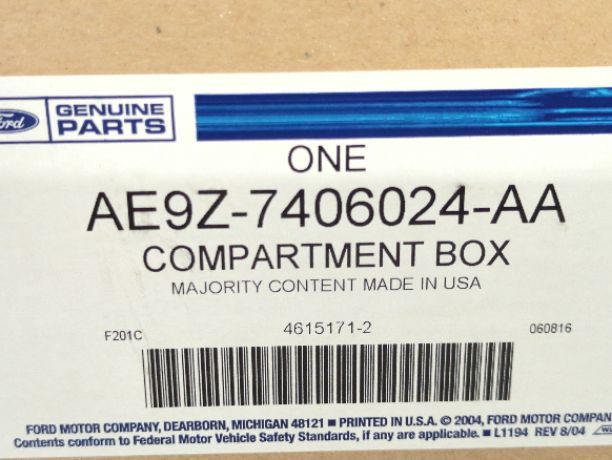 Ford
GENUINE
PARTS
ONE
AE9Z-7406024-AA
COMPARTMENT BOX
MAJORITY CONTENT MADE IN USA
F201C 4615171-2 060816
FORD MOTOR COMPANY, DEARBORN, MICHIGAN 48121 ■ PRINTED IN U.S.A. © 2004, FORD MOTOR COMPAN
Contents conform to Federal Motor Vehicle Safety Standards, if any are applicable. ■ L1194 REV 8/04